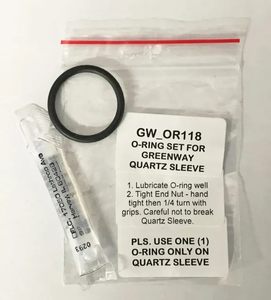 GW_OR118
O-RING SET FOR
GREENWAY
QUARTZ SLEEVE
1. Lubricate O-ring well
2. Tight End Nut - hand
tight then 1/4 turn with
grips. Careful not to break
Quartz Sleeve.
PLS. USE ONE (1)
O-RING ONLY ON
QUARTZ SLEEVE
0293